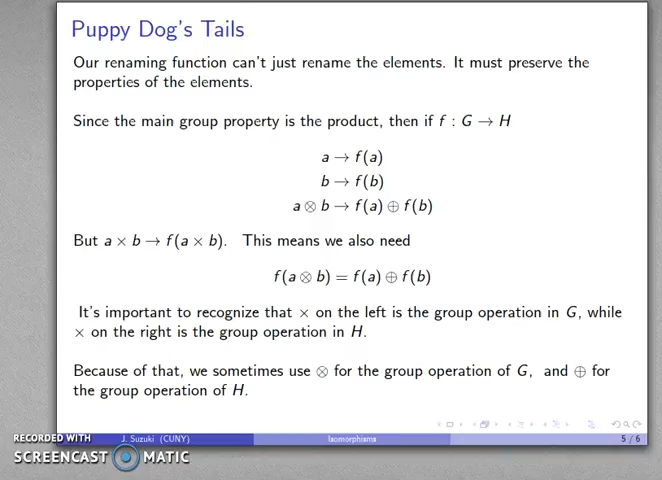 Puppy Dog's Tails
Our renaming function can't just rename the elements. It must preserve the
properties of the elements.
Since the main group property is the product, then if f : G → H
a → f(a)
b → f(b)
a ⊗ b → f(a) ⊕ f(b)
But a × b → f(a × b). This means we also need
f(a ⊗ b) = f(a) ⊕ f(b)
It's important to recognize that × on the left is the group operation in G, while
× on the right is the group operation in H.
Because of that, we sometimes use ⊗ for the group operation of G, and ⊕ for
the group operation of H.
RECORDED WITH
J. Suzuki (CUNY)
Isomorphisms
5 / 6
SCREENCAST MATIC